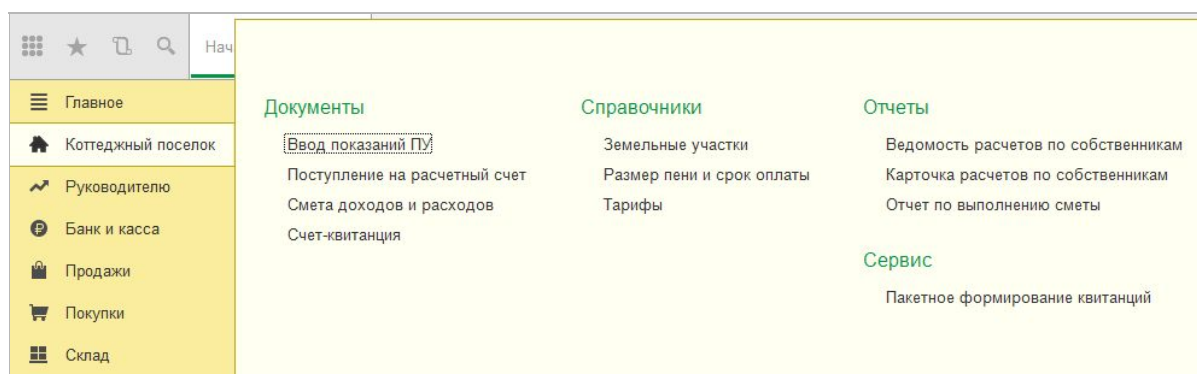 Нач
Главное
Коттеджный поселок
Руководителю
Банк и касса
Продажи
Покупки
Склад
Документы
Ввод показаний ПУ
Поступление на расчетный счет
Смета доходов и расходов
Счет-квитанция
Справочники
Земельные участки
Размер пени и срок оплаты
Тарифы
Отчеты
Ведомость расчетов по собственникам
Карточка расчетов по собственникам
Отчет по выполнению сметы
Сервис
Пакетное формирование квитанций